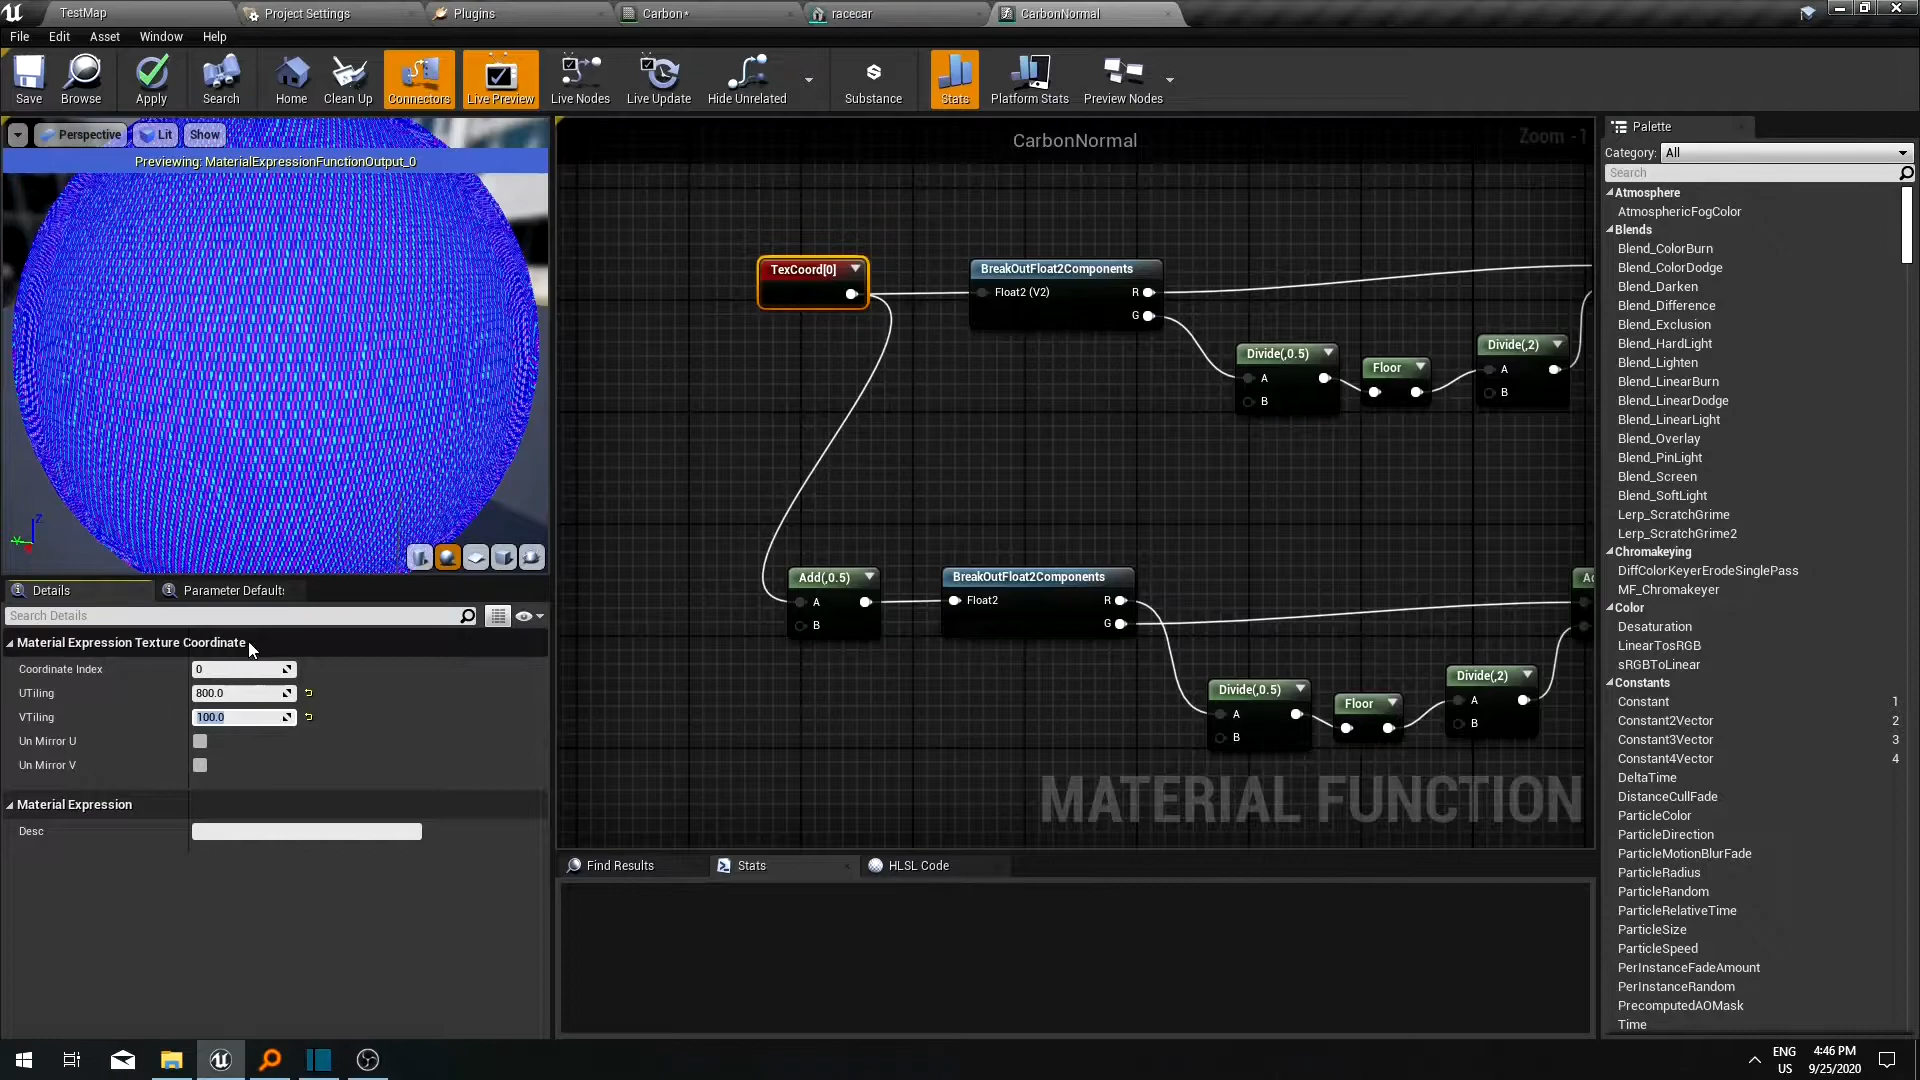 TestMap
Project Settings
Plugins
Carbon*
racecar
CarbonNormal
File
Edit
Asset
Window
Help
Save
Browse
Apply
Search
Home
Clean Up
Connectors
Live Preview
Live Nodes
Live Update
Hide Unrelated
Substance
Stats
Platform Stats
Preview Nodes
Perspective
Lit
Show
Previewing: MaterialExpressionFunctionOutput_0
Z
Y
CarbonNormal
Zoom -1
TexCoord[0]
BreakOutFloat2Components
Float2 (V2)
R
G
Divide(,0.5)
A
B
Floor
Divide(,2)
A
B
Add(,0.5)
A
B
BreakOutFloat2Components
Float2
R
G
Divide(,0.5)
A
B
Floor
Divide(,2)
A
B
MATERIAL FUNCTION
Details
Parameter Defaults
Search Details
Material Expression Texture Coordinate
Coordinate Index
0
UTiling
800.0
VTiling
100.0
Un Mirror U
Un Mirror V
Material Expression
Desc
Find Results
Stats
HLSL Code
Palette
Category:
All
Search
Atmosphere
AtmosphericFogColor
Blends
Blend_ColorBurn
Blend_ColorDodge
Blend_Darken
Blend_Difference
Blend_Exclusion
Blend_HardLight
Blend_Lighten
Blend_LinearBurn
Blend_LinearDodge
Blend_LinearLight
Blend_Overlay
Blend_PinLight
Blend_Screen
Blend_SoftLight
Lerp_ScratchGrime
Lerp_ScratchGrime2
Chromakeying
DiffColorKeyerErodeSinglePass
MF_Chromakeyer
Color
Desaturation
LinearTosRGB
sRGBToLinear
Constants
Constant 1
Constant2Vector 2
Constant3Vector 3
Constant4Vector 4
DeltaTime
DistanceCullFade
ParticleColor
ParticleDirection
ParticleMotionBlurFade
ParticleRadius
ParticleRandom
ParticleRelativeTime
ParticleSize
ParticleSpeed
PerInstanceFadeAmount
PerInstanceRandom
PrecomputedAOMask
Time
ENG
US
4:46 PM
9/25/2020